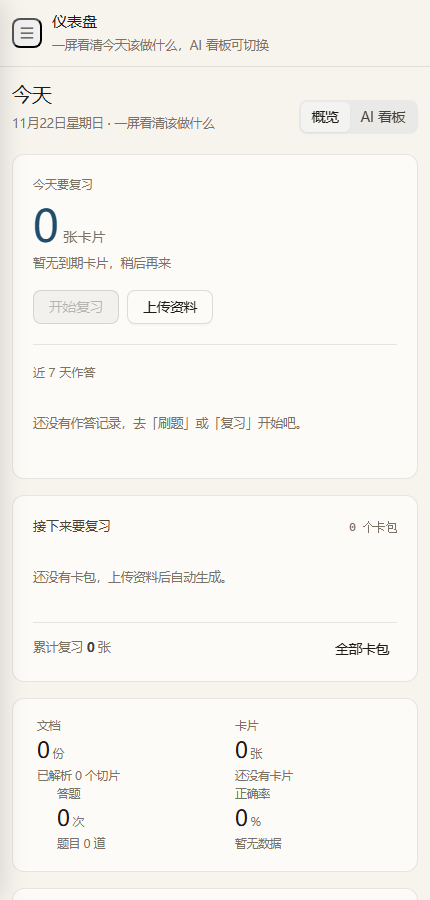 仪表盘
一屏看清今天该做什么，AI 看板可切换
今天
11月22日星期日 · 一屏看清该做什么
概览
AI 看板
今天要复习
0 张卡片
暂无到期卡片，稍后再来
开始复习
上传资料
近 7 天作答
还没有作答记录，去「刷题」或「复习」开始吧。
接下来要复习
0 个卡包
还没有卡包，上传资料后自动生成。
累计复习 0 张
全部卡包
文档
0 份
已解析 0 个切片
卡片
0 张
还没有卡片
答题
0 次
题目 0 道
正确率
0 %
暂无数据